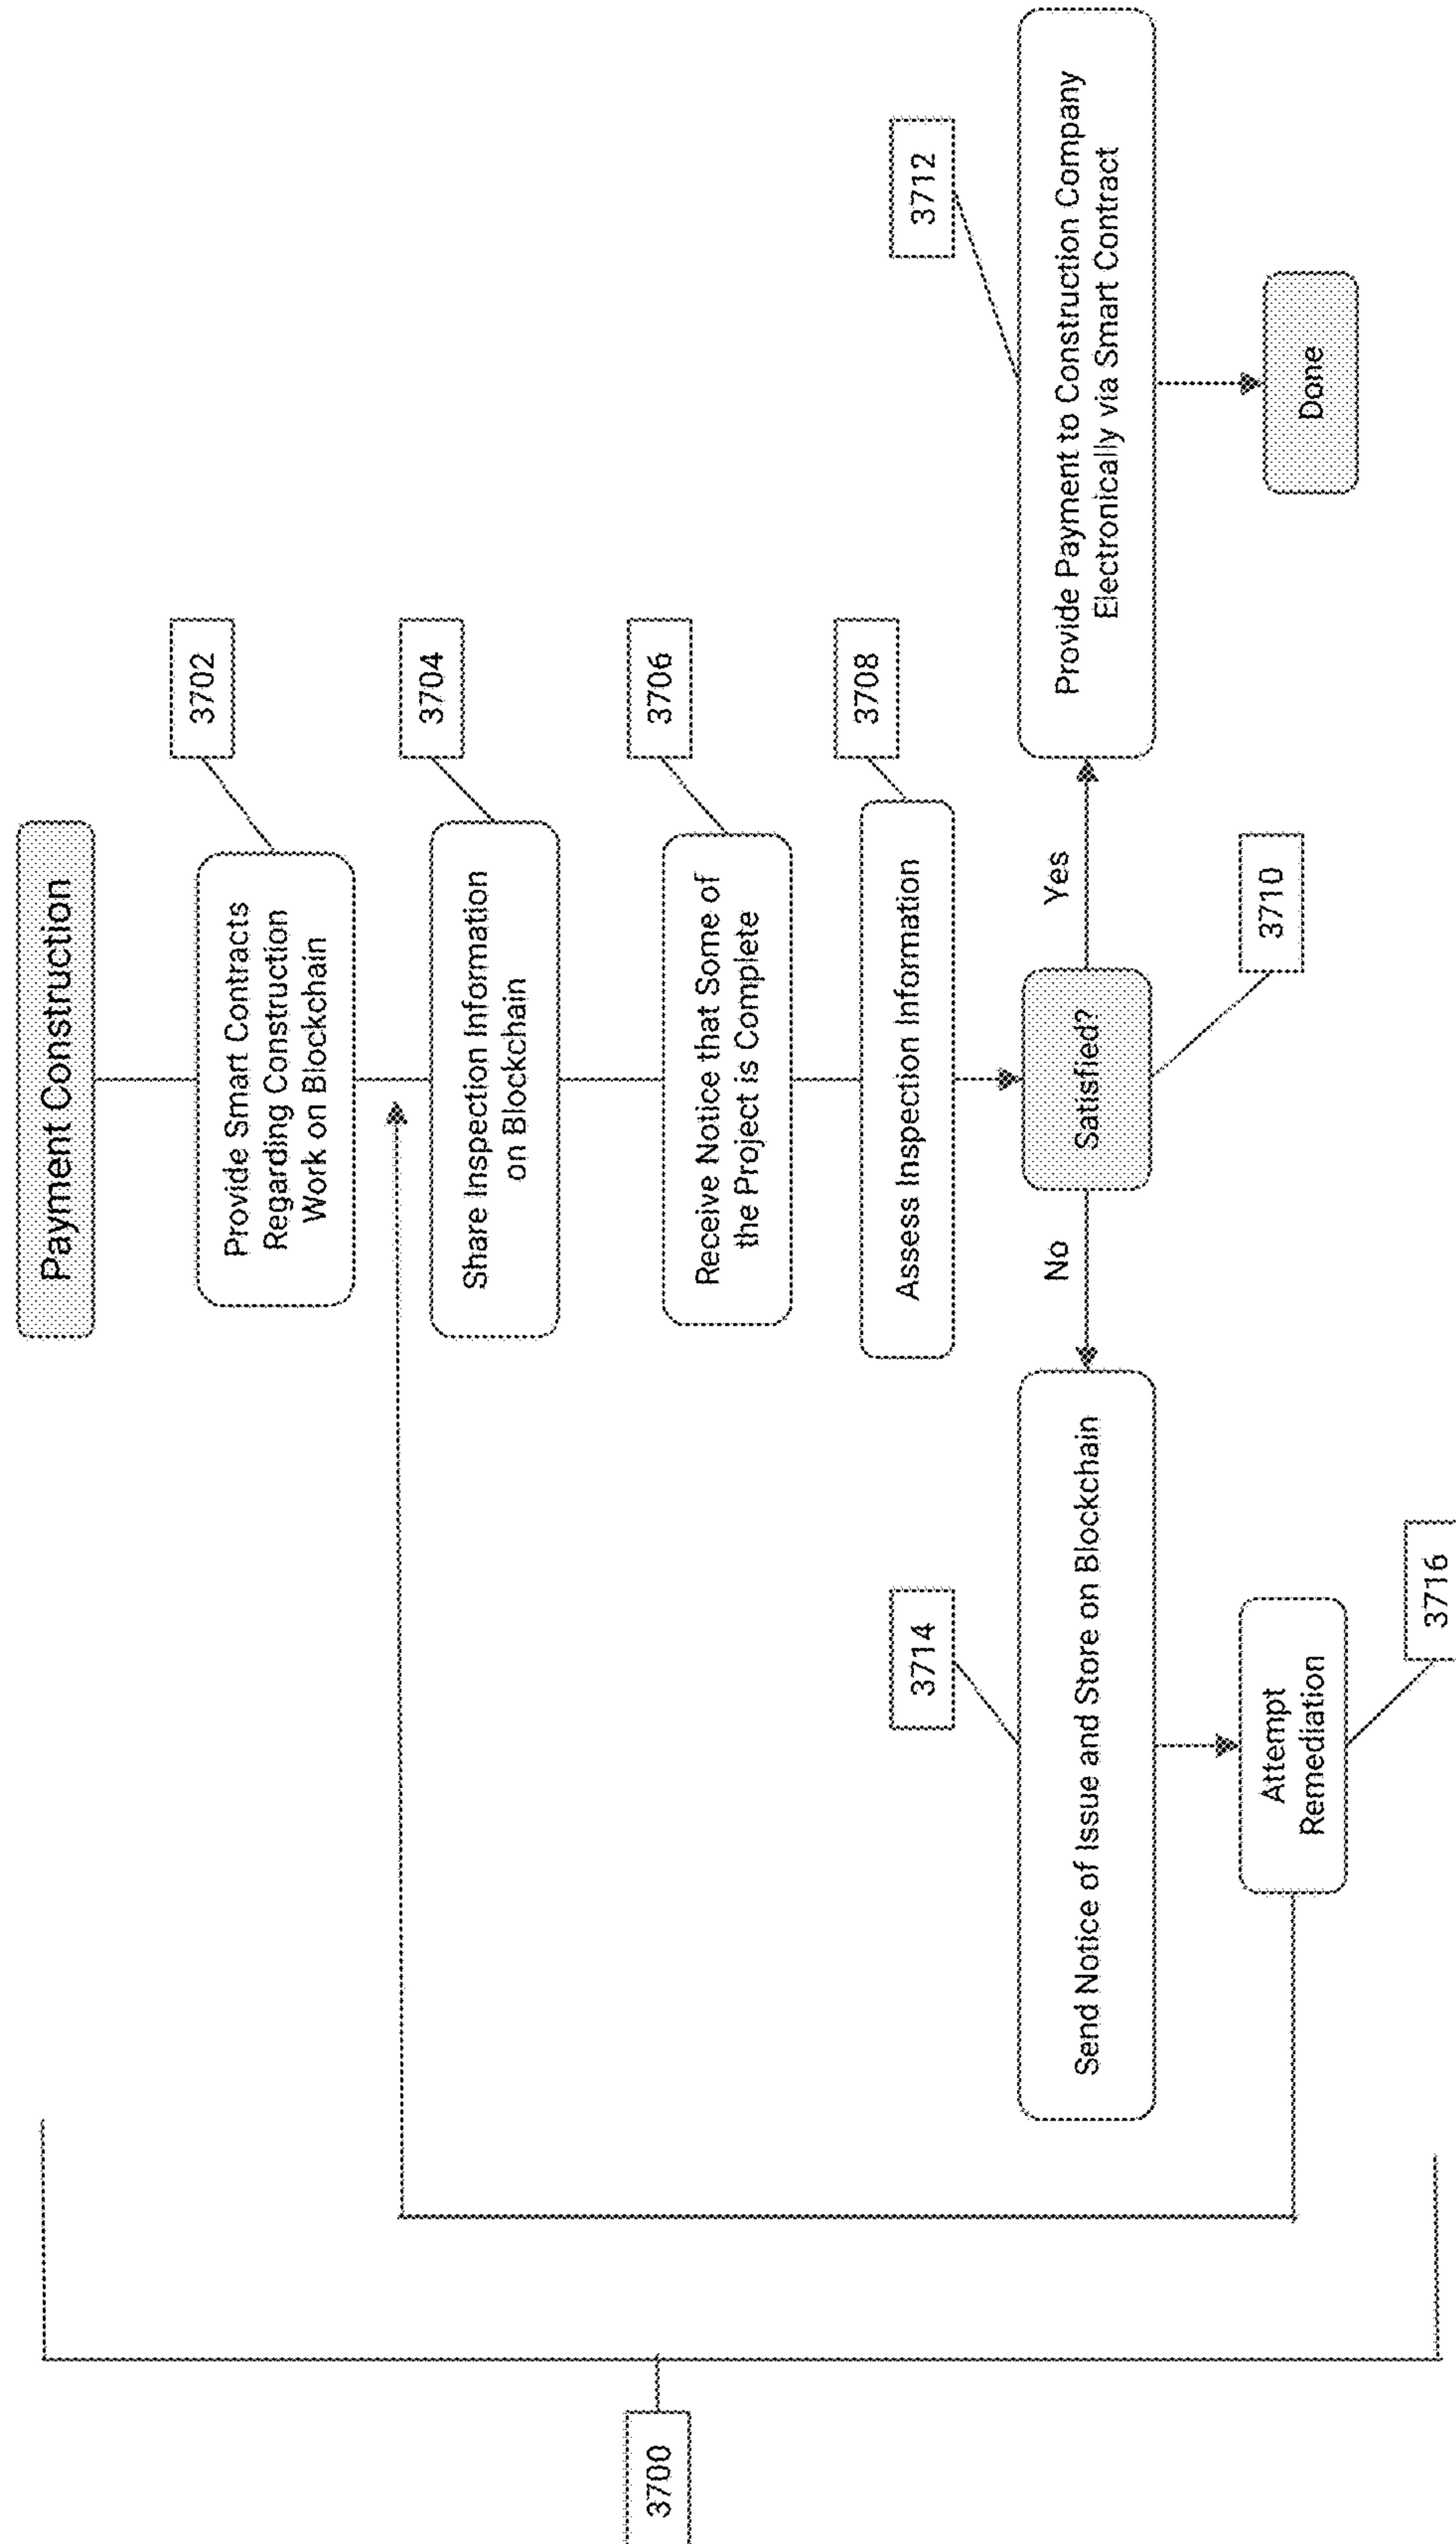 Payment Construction
3702
Provide Smart Contracts
Regarding Construction
Work on Blockchain
3704
Share Inspection Information
on Blockchain
3706
Receive Notice that Some of
the Project is Complete
3708
Assess Inspection Information
3714
3712
Send Notice of Issue and Store on Blockchain
No
Satisfied?
Yes
Provide Payment to Construction Company
Electronically via Smart Contract
3710
Attempt
Remediation
Done
3716
3700